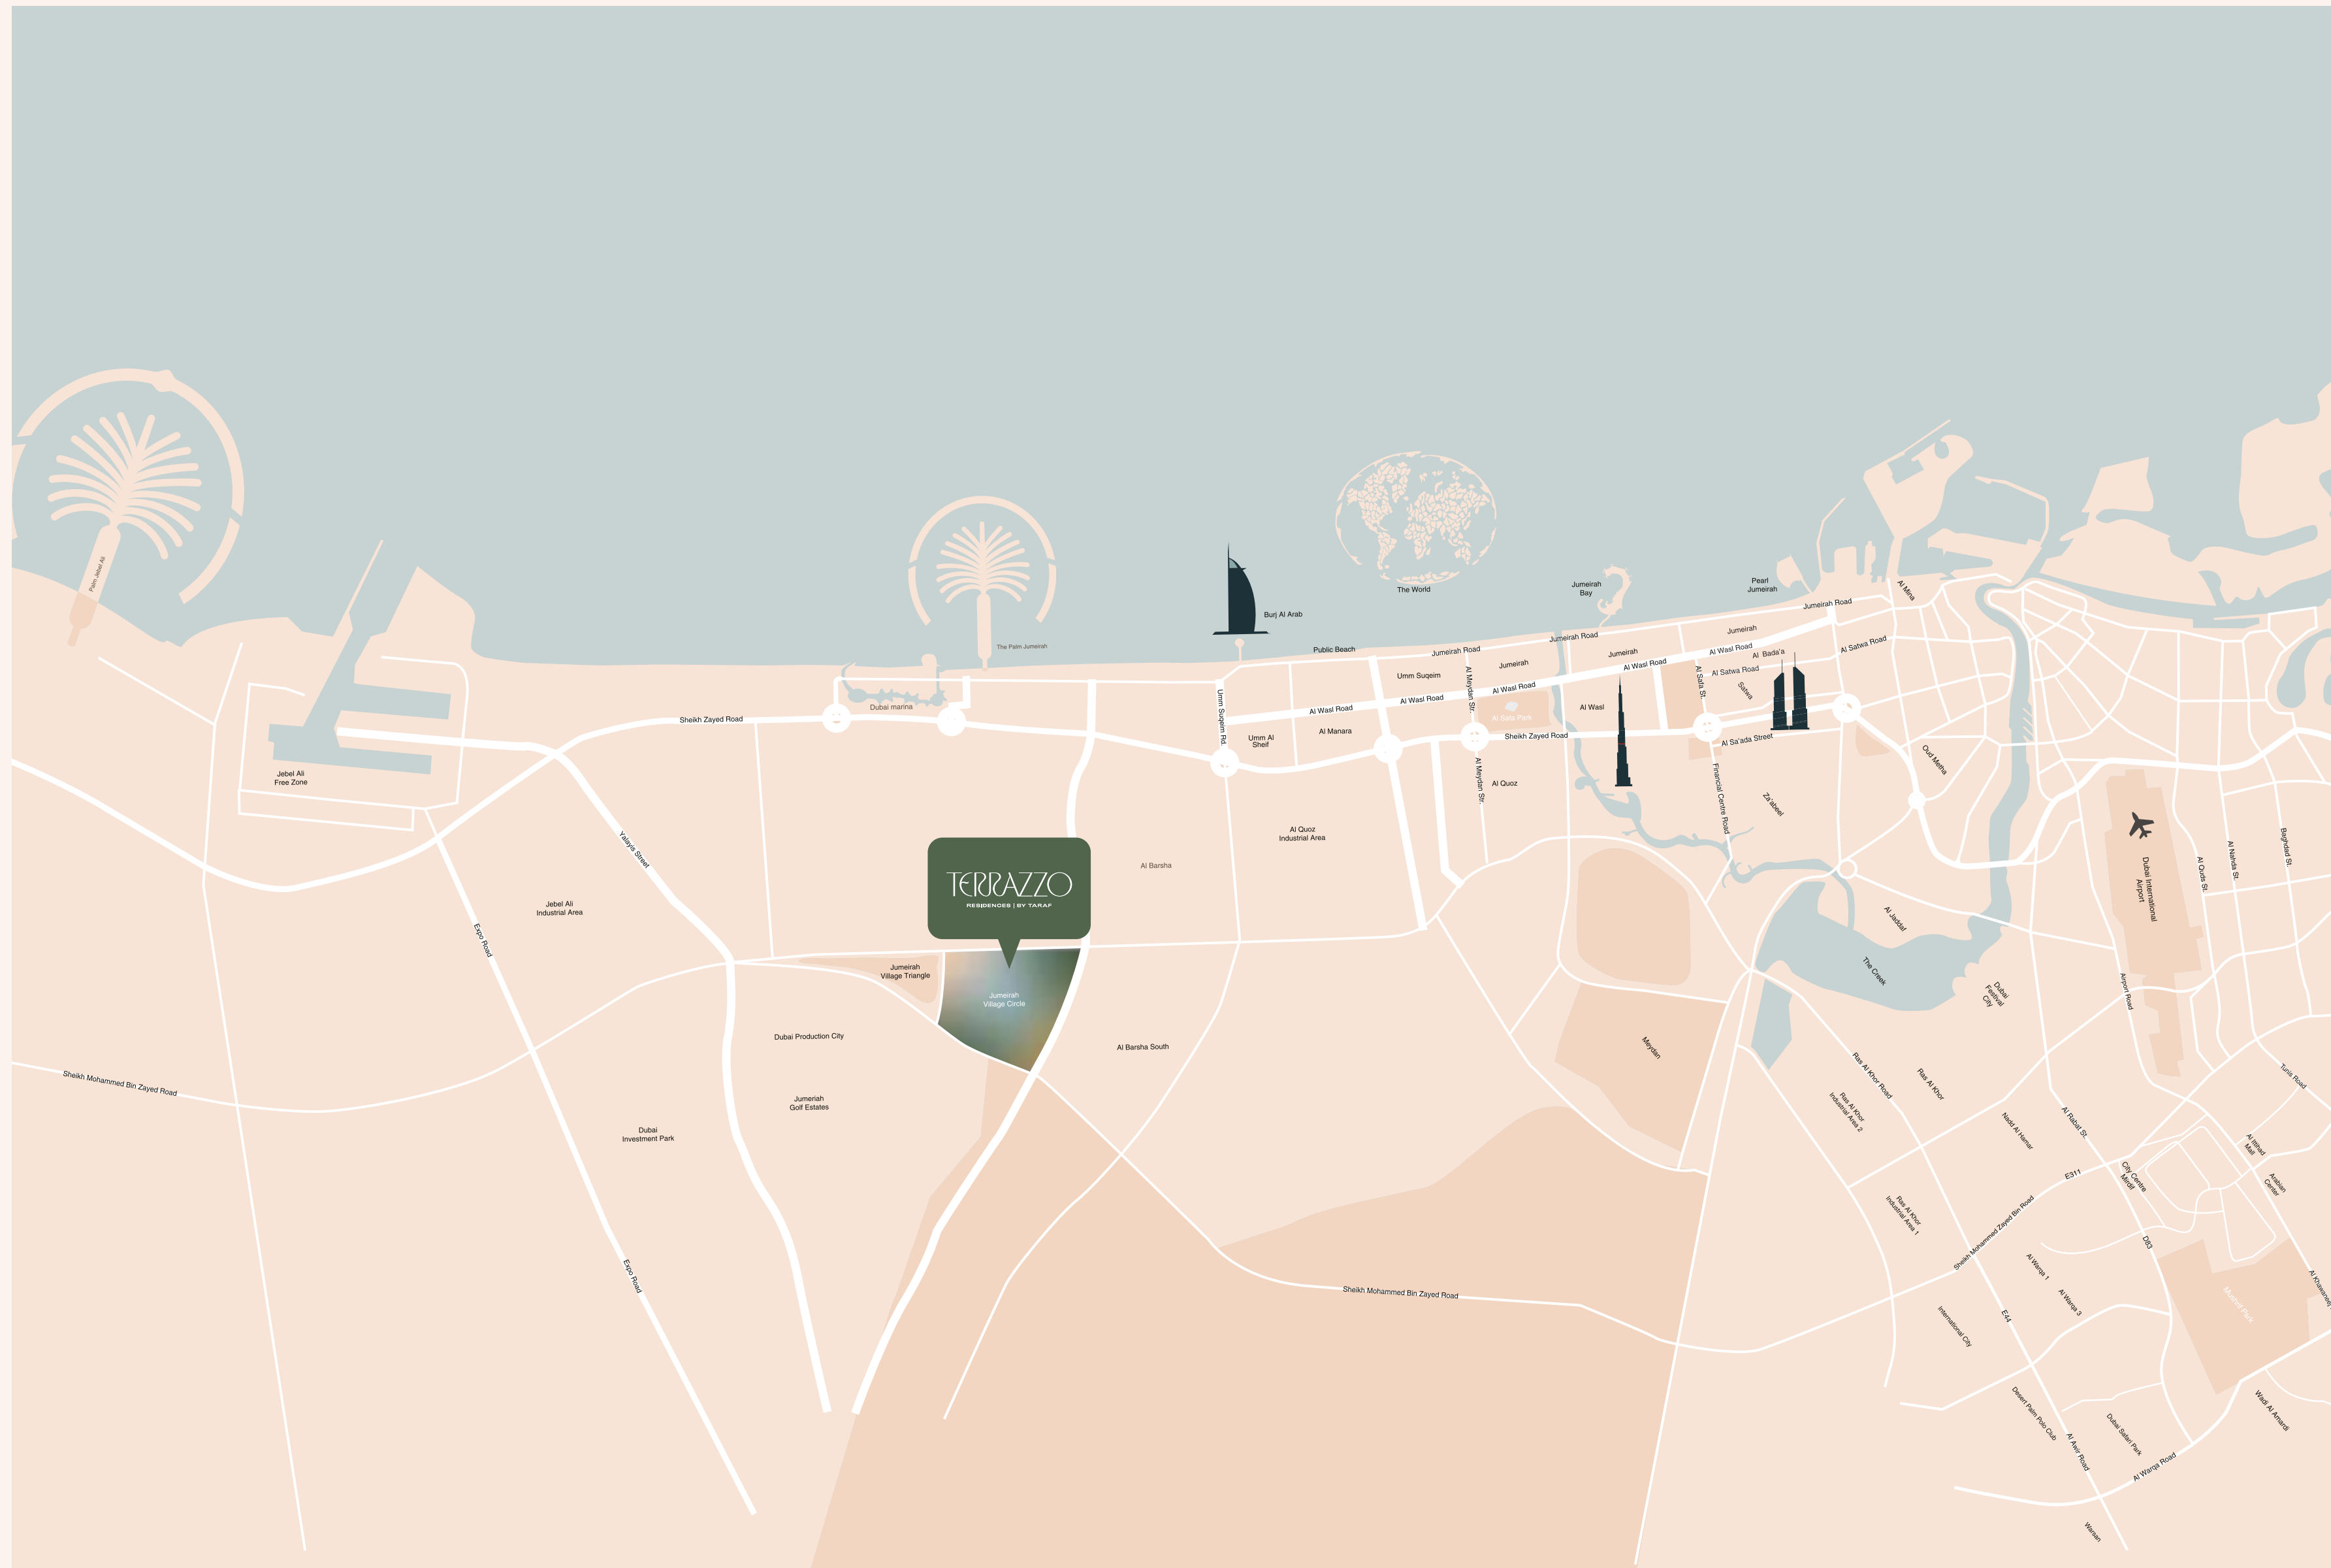 Palm Jebel Ali
The Palm Jumeirah
Burj Al Arab
The World
Jumeirah
Bay
Pearl
Jumeirah
Al Mina
Jumeirah Road
Jumeirah Road
Jumeirah Road
Public Beach
Jumeirah
Jumeirah
Jumeirah
Al Wasl Road
Al Wasl Road
Al Wasl Road
Al Wasl Road
Al Wasl Road
Al Bada'a
Al Satwa Road
Al Satwa Road
Satwa
Al Safa St.
Umm Suqeim
Al Meydan Str.
Al Meydan Str.
Umm Suqeim Rd.
Al Safa Park
Al Wasl
Dubai marina
Sheikh Zayed Road
Sheikh Zayed Road
Umm Al
Sheif
Al Manara
Al Sa'ada Street
Financial Centre Road
Za'abeel
Oud Metha
Jebel Ali
Free Zone
Al Quoz
Al Quoz
Industrial Area
Yalayis Street
Al Barsha
TERRAZZO
RESIDENCES | BY TARAF
Jebel Ali
Industrial Area
Expo Road
Jumeirah
Village Triangle
Jumeirah
Village Circle
Dubai Production City
Al Barsha South
Jumeriah
Golf Estates
Dubai
Investment Park
Sheikh Mohammed Bin Zayed Road
Expo Road
Sheikh Mohammed Bin Zayed Road
Meydan
Al Jaddaf
The Creek
Dubai
Festival
City
Dubai International
Airport
Airport Road
Al Quds St.
Al Nahda St.
Baghdad St.
Tunis Road
Ras Al Khor Road
Ras Al Khor
Ras Al Khor
Industrial Area 2
Nadd Al Hamar
Al Rabat St.
Al Ittihad
Mall
Arabian
Center
City Centre
Mirdif
E311
Sheikh Mohammed Zayed Bin Road
Ras Al Khor
Industrial Area 1
D83
Al Warqa 1
Al Warqa 3
Mushrif Park
Al Khawaneej
International City
E44
Desert Palm Polo Club
Dubai Safari Park
Wadi Al Amardi
Al Awir Road
Al Warqa Road
Warsan